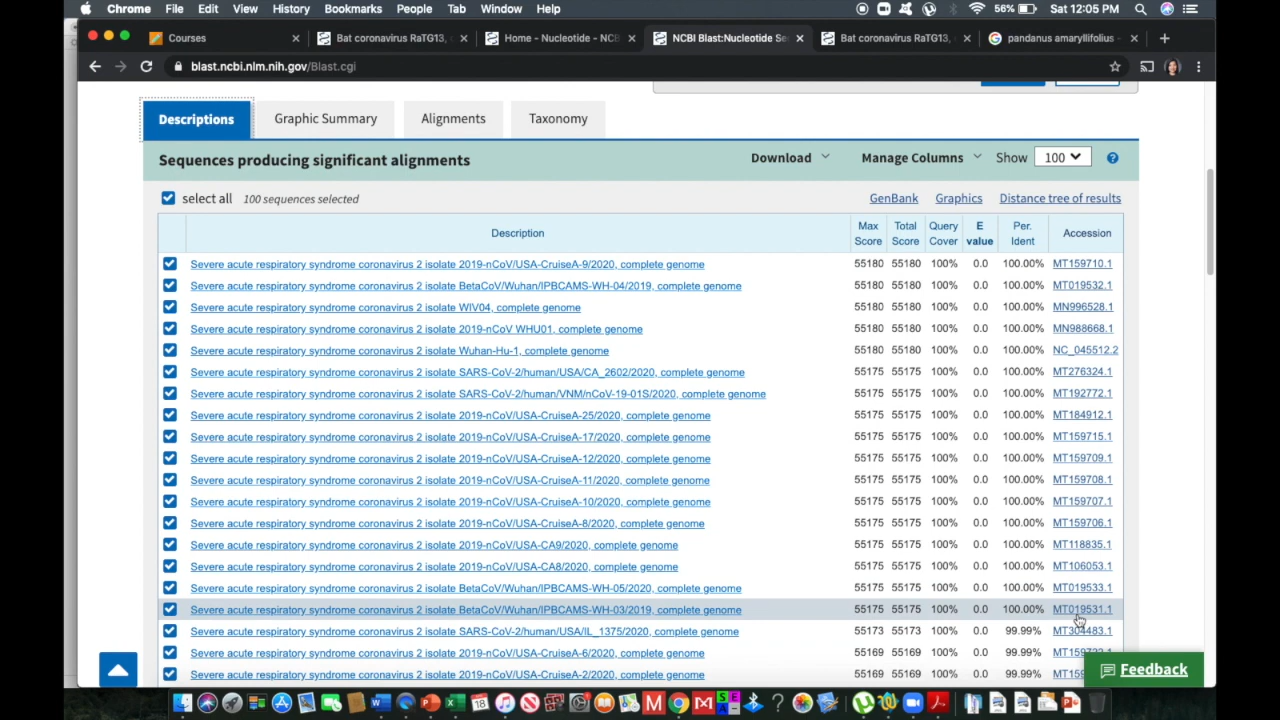 Chrome File Edit View History Bookmarks People Tab Window Help 56% Sat 12:05 PM
Courses Bat coronavirus RaTG13, c Home - Nucleotide - NCB NCBI Blast:Nucleotide Se Bat coronavirus RaTG13, c pandanus amaryllifolius -
blast.ncbi.nlm.nih.gov/Blast.cgi
Descriptions Graphic Summary Alignments Taxonomy
Sequences producing significant alignments Download Manage Columns Show 100 ?
select all 100 sequences selected GenBank Graphics Distance tree of results
Description Max Score Total Score Query Cover E value Per. Ident Accession
Severe acute respiratory syndrome coronavirus 2 isolate 2019-nCoV/USA-CruiseA-9/2020, complete genome 55180 55180 100% 0.0 100.00% MT159710.1
Severe acute respiratory syndrome coronavirus 2 isolate BetaCoV/Wuhan/IPBCAMS-WH-04/2019, complete genome 55180 55180 100% 0.0 100.00% MT019532.1
Severe acute respiratory syndrome coronavirus 2 isolate WIV04, complete genome 55180 55180 100% 0.0 100.00% MN996528.1
Severe acute respiratory syndrome coronavirus 2 isolate 2019-nCoV WHU01, complete genome 55180 55180 100% 0.0 100.00% MN988668.1
Severe acute respiratory syndrome coronavirus 2 isolate Wuhan-Hu-1, complete genome 55180 55180 100% 0.0 100.00% NC_045512.2
Severe acute respiratory syndrome coronavirus 2 isolate SARS-CoV-2/human/USA/CA_2602/2020, complete genome 55175 55175 100% 0.0 100.00% MT276324.1
Severe acute respiratory syndrome coronavirus 2 isolate SARS-CoV-2/human/VNM/nCoV-19-01S/2020, complete genome 55175 55175 100% 0.0 100.00% MT192772.1
Severe acute respiratory syndrome coronavirus 2 isolate 2019-nCoV/USA-CruiseA-25/2020, complete genome 55175 55175 100% 0.0 100.00% MT184912.1
Severe acute respiratory syndrome coronavirus 2 isolate 2019-nCoV/USA-CruiseA-17/2020, complete genome 55175 55175 100% 0.0 100.00% MT159715.1
Severe acute respiratory syndrome coronavirus 2 isolate 2019-nCoV/USA-CruiseA-12/2020, complete genome 55175 55175 100% 0.0 100.00% MT159709.1
Severe acute respiratory syndrome coronavirus 2 isolate 2019-nCoV/USA-CruiseA-11/2020, complete genome 55175 55175 100% 0.0 100.00% MT159708.1
Severe acute respiratory syndrome coronavirus 2 isolate 2019-nCoV/USA-CruiseA-10/2020, complete genome 55175 55175 100% 0.0 100.00% MT159707.1
Severe acute respiratory syndrome coronavirus 2 isolate 2019-nCoV/USA-CruiseA-8/2020, complete genome 55175 55175 100% 0.0 100.00% MT159706.1
Severe acute respiratory syndrome coronavirus 2 isolate 2019-nCoV/USA-CA9/2020, complete genome 55175 55175 100% 0.0 100.00% MT118835.1
Severe acute respiratory syndrome coronavirus 2 isolate 2019-nCoV/USA-CA8/2020, complete genome 55175 55175 100% 0.0 100.00% MT106053.1
Severe acute respiratory syndrome coronavirus 2 isolate BetaCoV/Wuhan/IPBCAMS-WH-05/2020, complete genome 55175 55175 100% 0.0 100.00% MT019533.1
Severe acute respiratory syndrome coronavirus 2 isolate BetaCoV/Wuhan/IPBCAMS-WH-03/2019, complete genome 55175 55175 100% 0.0 100.00% MT019531.1
Severe acute respiratory syndrome coronavirus 2 isolate SARS-CoV-2/human/USA/IL_1375/2020, complete genome 55173 55173 100% 0.0 99.99% MT304483.1
Severe acute respiratory syndrome coronavirus 2 isolate 2019-nCoV/USA-CruiseA-6/2020, complete genome 55169 55169 100% 0.0 99.99%
Severe acute respiratory syndrome coronavirus 2 isolate 2019-nCoV/USA-CruiseA-2/2020, complete genome 55169 55169 100% 0.0 99.99%
Feedback